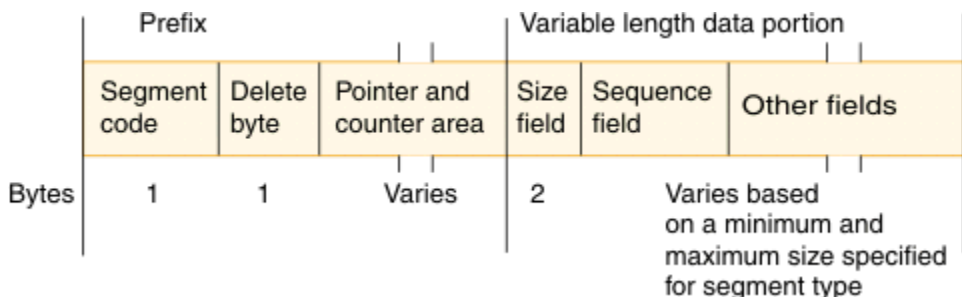 Prefix
Variable length data portion
Segment code
Delete byte
Pointer and counter area
Size field
Sequence field
Other fields
Bytes
1
1
Varies
2
Varies based
on a minimum and
maximum size specified
for segment type